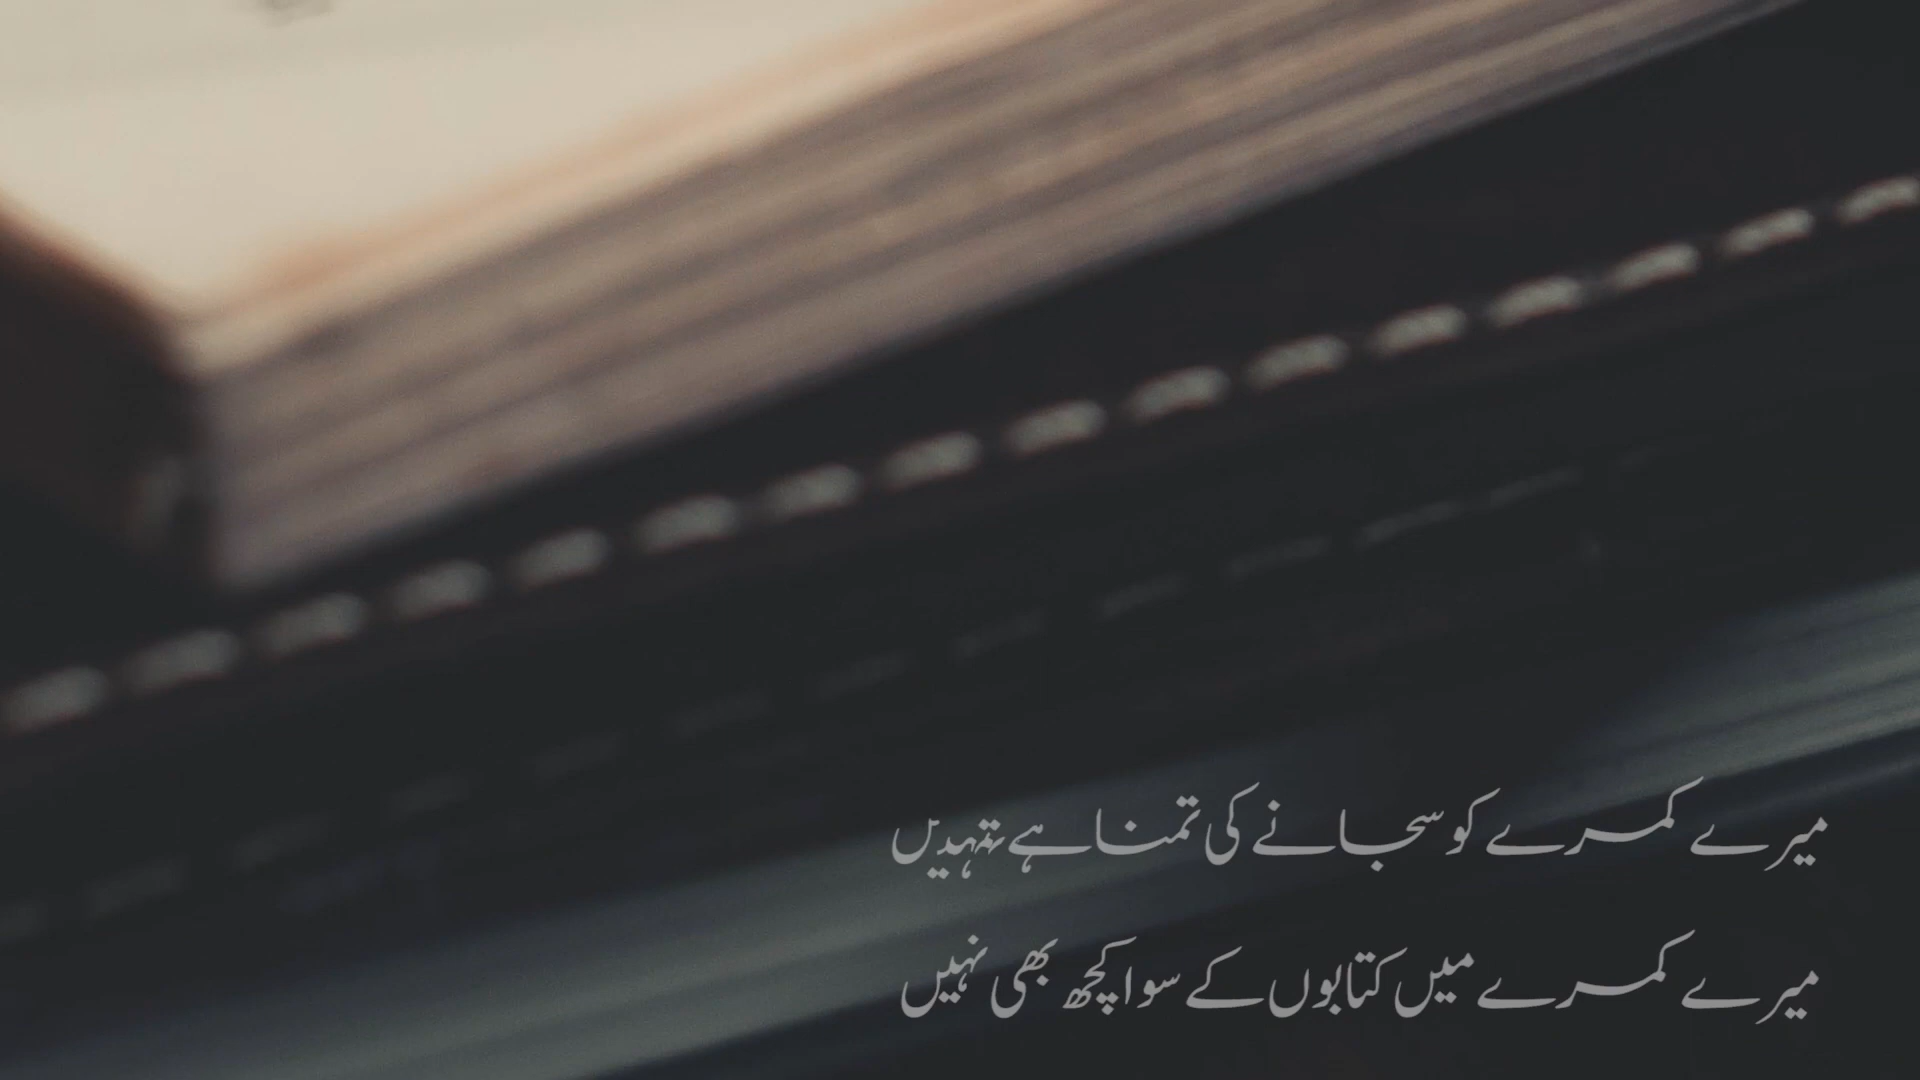 میرے کمرے کو سجانے کی تمنا ہے تمہیں
میرے کمرے میں کتابوں کے سوا کچھ بھی نہیں